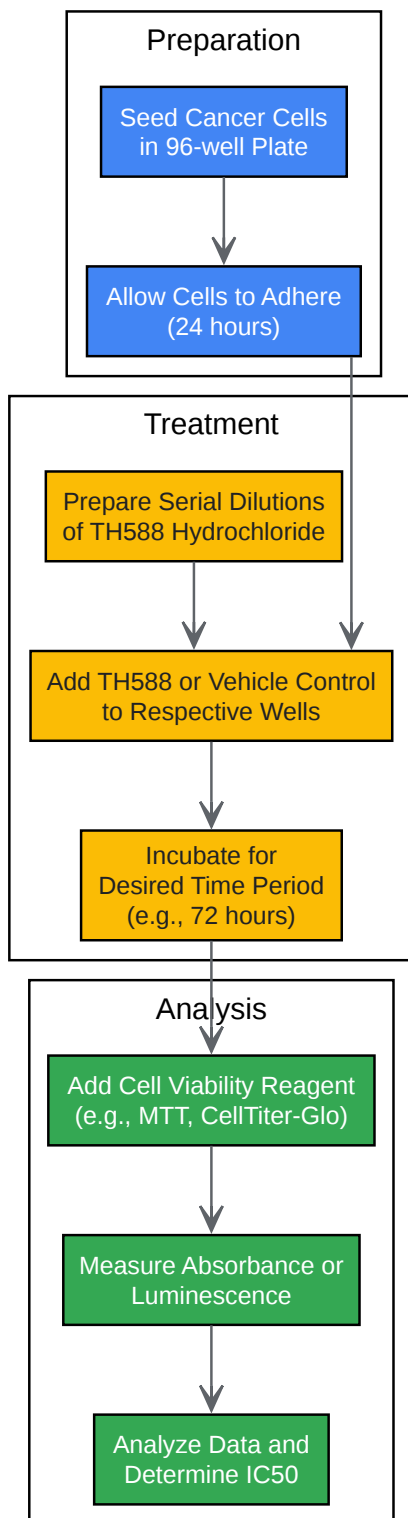 Preparation
Seed Cancer Cells
in 96-well Plate
Allow Cells to Adhere
(24 hours)
Treatment
Prepare Serial Dilutions
of TH588 Hydrochloride
Add TH588 or Vehicle Control
to Respective Wells
Incubate for
Desired Time Period
(e.g., 72 hours)
Analysis
Add Cell Viability Reagent
(e.g., MTT, CellTiter-Glo)
Measure Absorbance or
Luminescence
Analyze Data and
Determine IC50